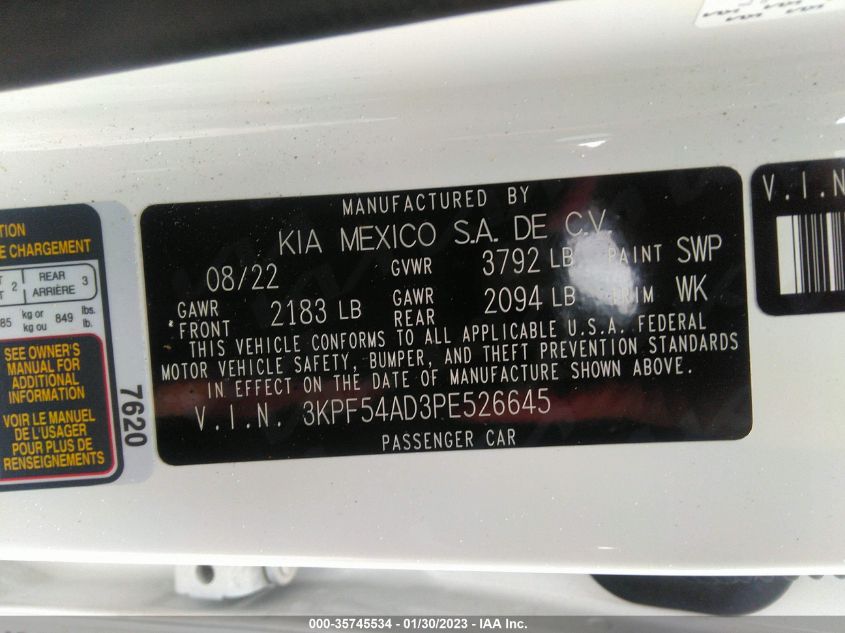 MANUFACTURED BY
KIA MEXICO S.A. DE C.V.
08/22 GVWR 3792 LB PAINT SWP
GAWR FRONT 2183 LB GAWR REAR 2094 LB TRIM WK
THIS VEHICLE CONFORMS TO ALL APPLICABLE U.S.A. FEDERAL
MOTOR VEHICLE SAFETY, BUMPER, AND THEFT PREVENTION STANDARDS
IN EFFECT ON THE DATE OF MANUFACTURE SHOWN ABOVE.
V.I.N. 3KPF54AD3PE526645
PASSENGER CAR
CHARGEMENT
2 REAR ARRIÈRE 3
kg or kg ou 849 lbs. lb.
SEE OWNER'S
MANUAL FOR
ADDITIONAL
INFORMATION
VOIR LE MANUEL
DE L'USAGER
POUR PLUS DE
RENSEIGNEMENTS
7620
V.I.N
000-35745534 - 01/30/2023 - IAA Inc.